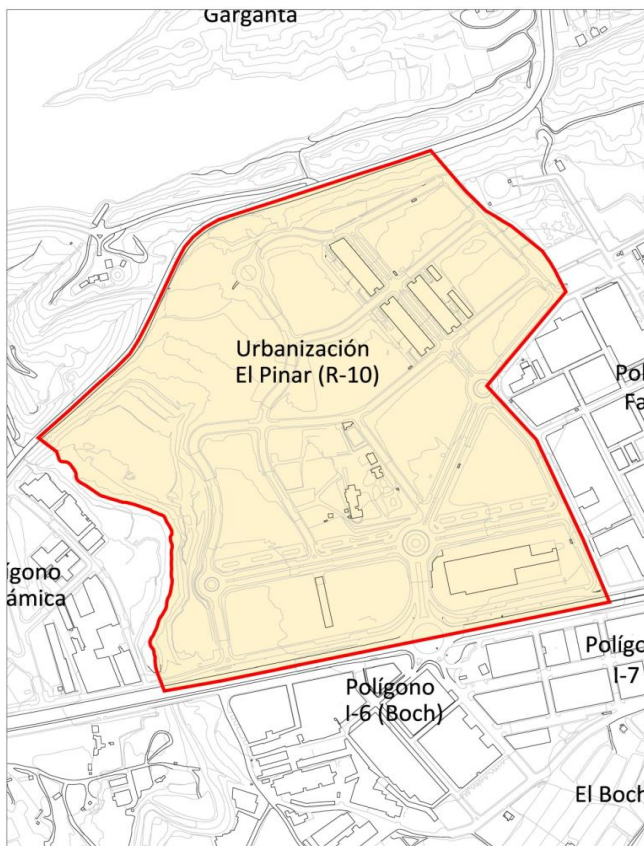 Garganta
Urbanización
El Pinar (R-10)
Pol
Fa
ígono
ámica
Polígono
I-6 (Boch)
Políg
I-7
El Boch